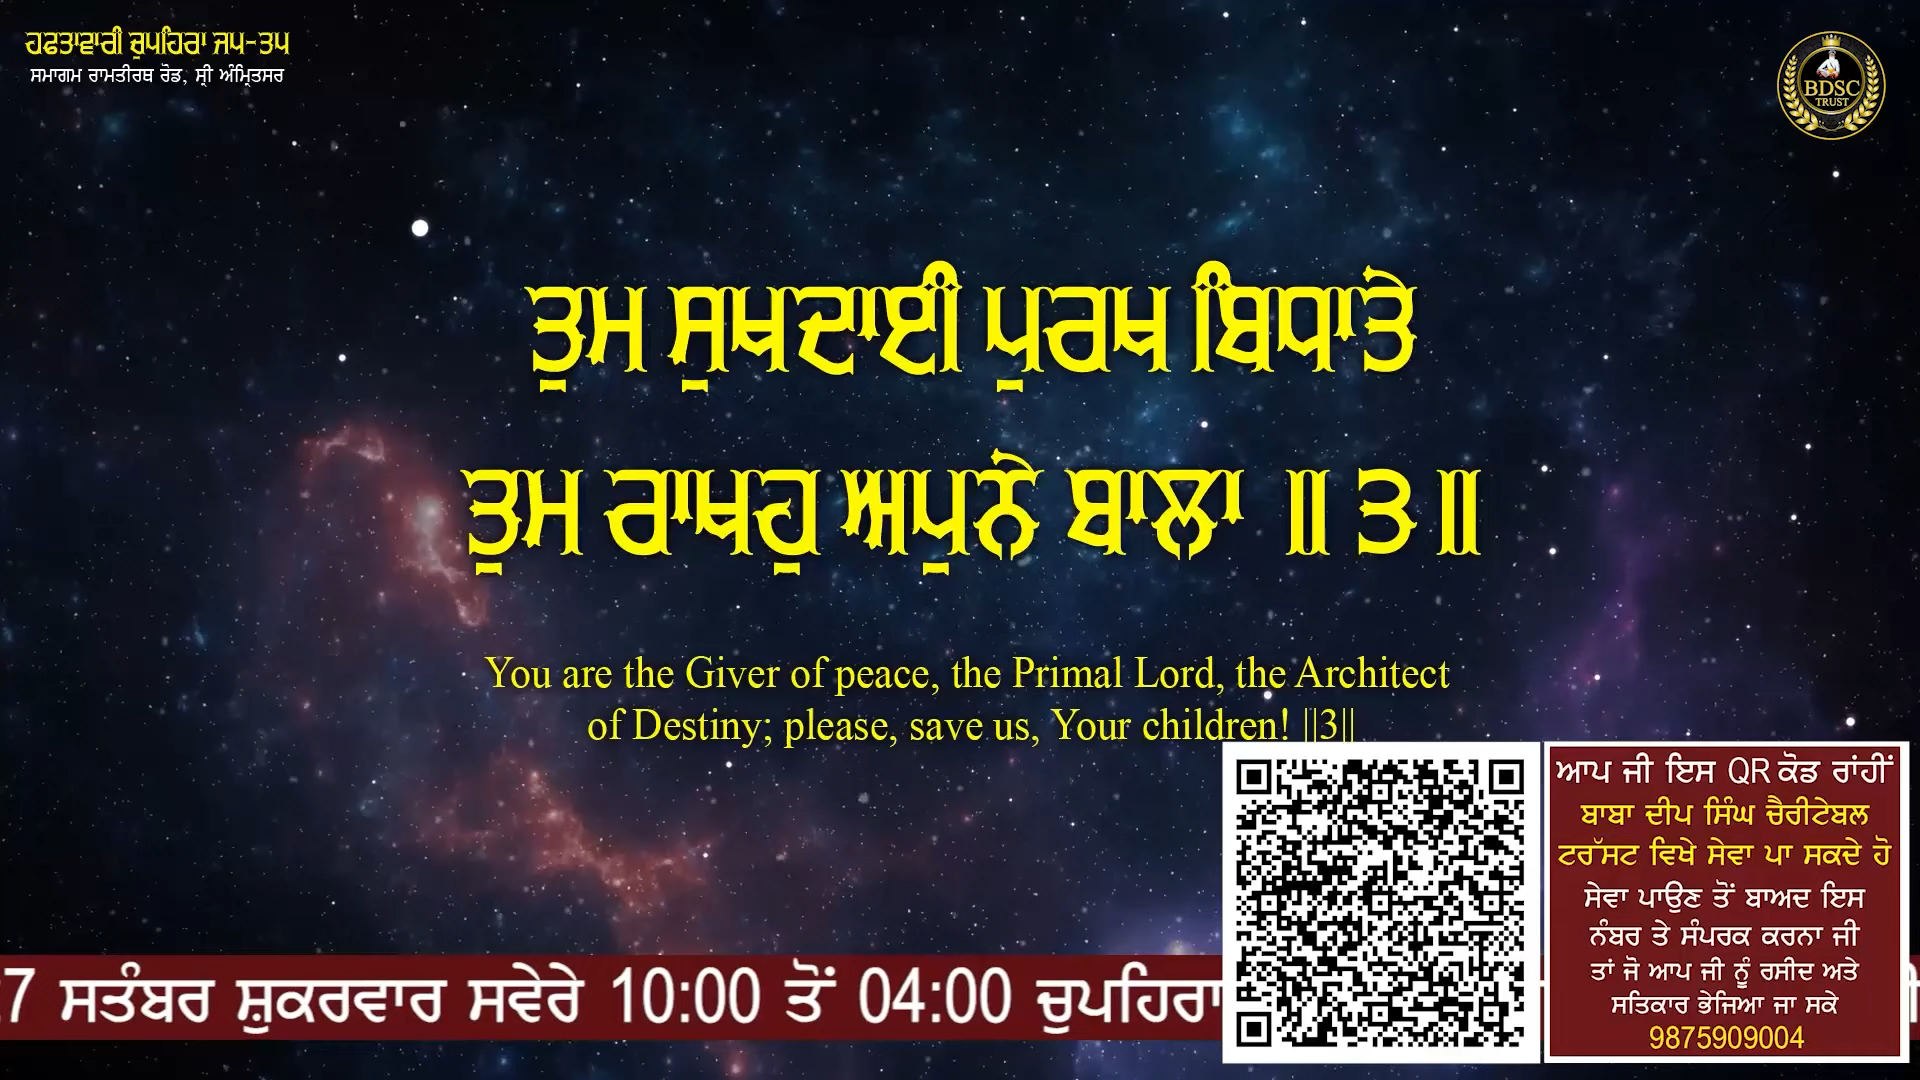 ਹਫਤਾਵਾਰੀ ਚੁਪਹਿਰਾ ਜਪ-ਤਪ
ਸਮਾਗਮ ਰਾਮਤੀਰਥ ਰੋਡ, ਸ੍ਰੀ ਅੰਮ੍ਰਿਤਸਰ
BDSC
TRUST
ਤੁਮ ਸੁਖਦਾਈ ਪੁਰਖ ਬਿਧਾਤੇ
ਤੁਮ ਰਾਖਹੁ ਅਪੁਨੇ ਬਾਲਾ ॥੩॥
You are the Giver of peace, the Primal Lord, the Architect
of Destiny; please, save us, Your children! ||3||
ਆਪ ਜੀ ਇਸ QR ਕੋਡ ਰਾਂਹੀਂ
ਬਾਬਾ ਦੀਪ ਸਿੰਘ ਚੈਰੀਟੇਬਲ
ਟਰੱਸਟ ਵਿਖੇ ਸੇਵਾ ਪਾ ਸਕਦੇ ਹੋ
ਸੇਵਾ ਪਾਉਣ ਤੋਂ ਬਾਅਦ ਇਸ
ਨੰਬਰ ਤੇ ਸੰਪਰਕ ਕਰਨਾ ਜੀ
ਤਾਂ ਜੋ ਆਪ ਜੀ ਨੂੰ ਰਸੀਦ ਅਤੇ
ਸਤਿਕਾਰ ਭੇਜਿਆ ਜਾ ਸਕੇ
9875909004
27 ਸਤੰਬਰ ਸ਼ੁਕਰਵਾਰ ਸਵੇਰੇ 10:00 ਤੋਂ 04:00 ਚੁਪਹਿਰਾ